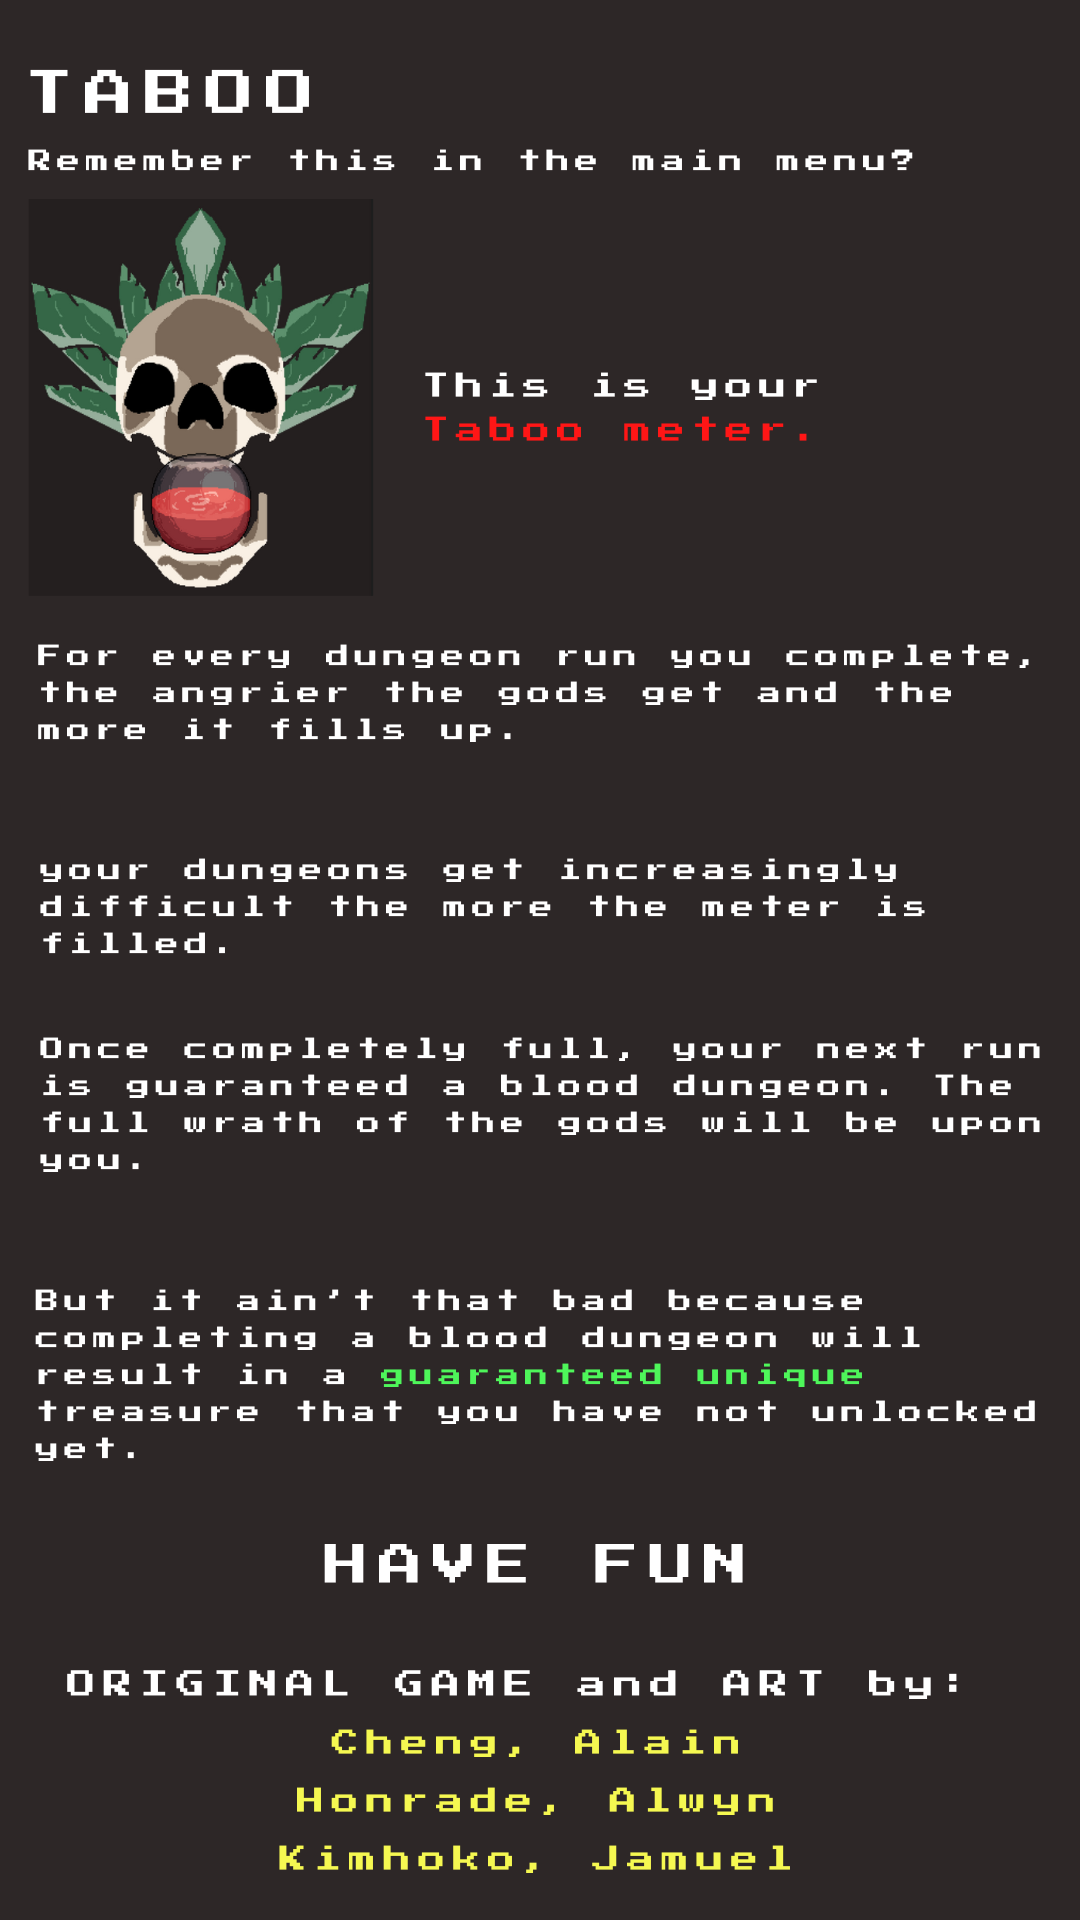 TABOO
Remember this in the main menu?
This is your
Taboo meter.
For every dungeon run you complete,
the angrier the gods get and the
more it fills up.
your dungeons get increasingly
difficult the more the meter is
filled.
Once completely full, your next run
is guaranteed a blood dungeon. The
full wrath of the gods will be upon
you.
But it ain't that bad because
completing a blood dungeon will
result in a guaranteed unique
treasure that you have not unlocked
yet.
HAVE FUN
ORIGINAL GAME and ART by:
Cheng, Alain
Honrade, Alwyn
Kimhoko, Jamuel